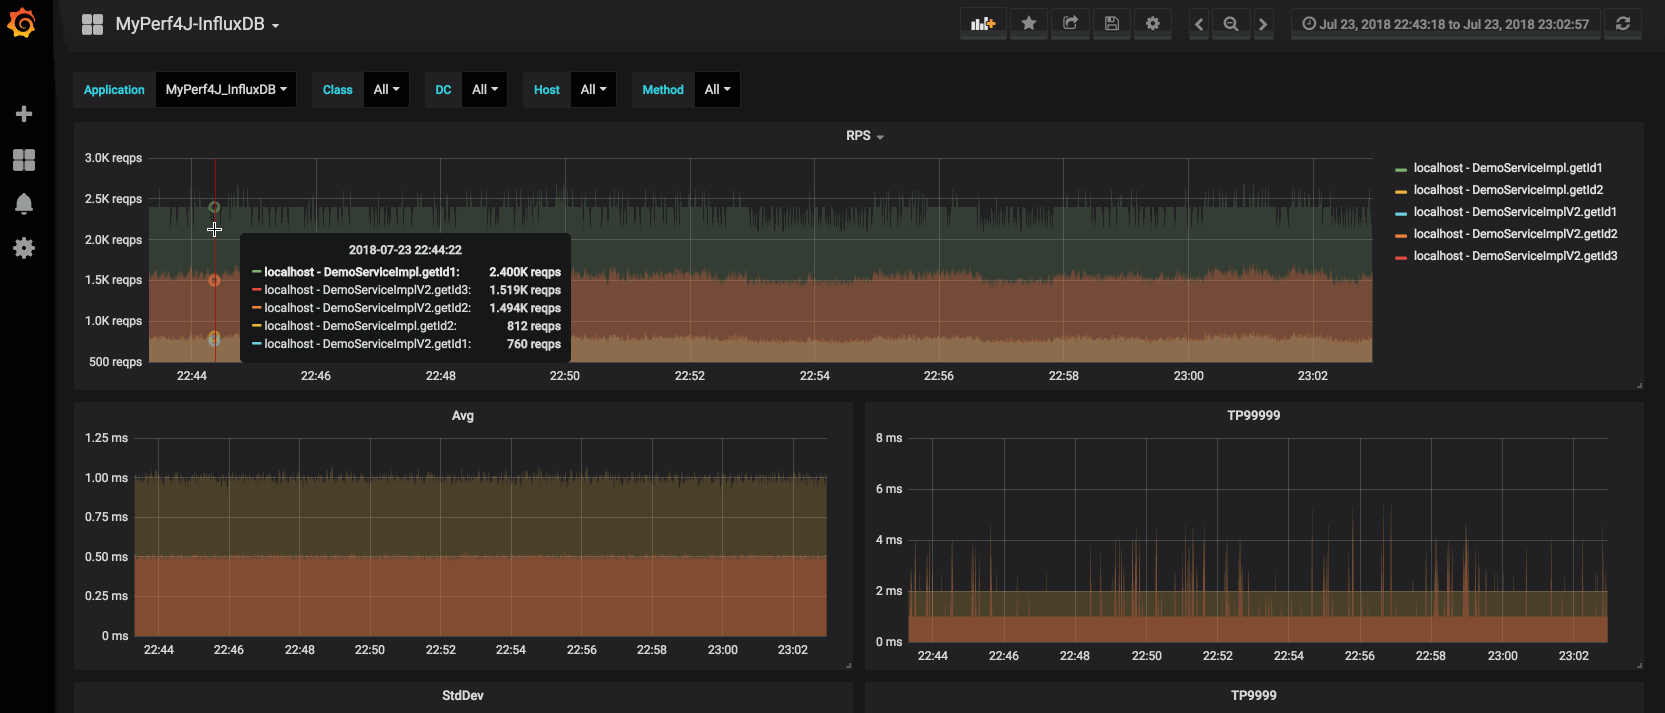 MyPerf4J-InfluxDB
Jul 23, 2018 22:43:18 to Jul 23, 2018 23:02:57
Application MyPerf4J_InfluxDB Class All DC All Host All Method All
RPS
3.0K reqps
2.5K reqps
2.0K reqps
1.5K reqps
1.0K reqps
500 reqps
22:44 22:46 22:48 22:50 22:52 22:54 22:56 22:58 23:00 23:02
localhost - DemoServiceImpl.getId1
localhost - DemoServiceImpl.getId2
localhost - DemoServiceImplV2.getId1
localhost - DemoServiceImplV2.getId2
localhost - DemoServiceImplV2.getId3
2018-07-23 22:44:22
localhost - DemoServiceImpl.getId1: 2.400K reqps
localhost - DemoServiceImplV2.getId3: 1.519K reqps
localhost - DemoServiceImplV2.getId2: 1.494K reqps
localhost - DemoServiceImpl.getId2: 812 reqps
localhost - DemoServiceImplV2.getId1: 760 reqps
Avg
1.25 ms
1.00 ms
0.75 ms
0.50 ms
0.25 ms
0 ms
22:44 22:46 22:48 22:50 22:52 22:54 22:56 22:58 23:00 23:02
TP99999
8 ms
6 ms
4 ms
2 ms
0 ms
22:44 22:46 22:48 22:50 22:52 22:54 22:56 22:58 23:00 23:02
StdDev
TP9999